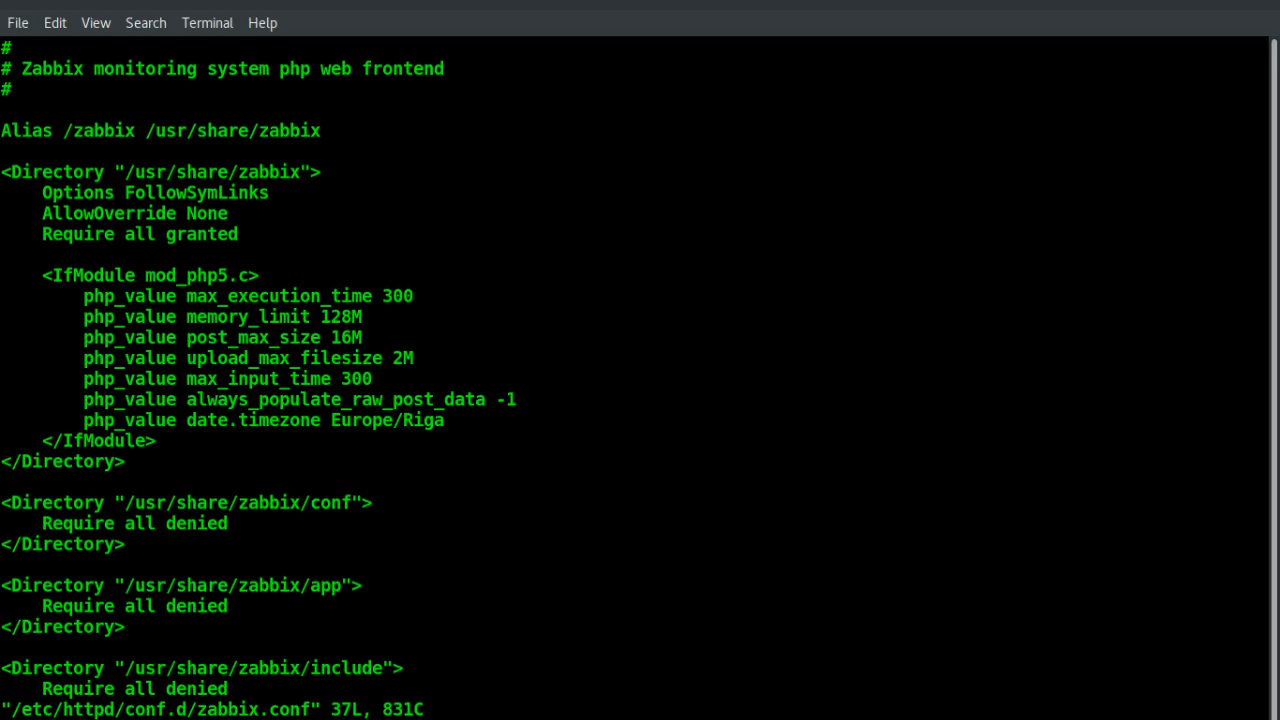 File Edit View Search Terminal Help
#
# Zabbix monitoring system php web frontend
#
Alias /zabbix /usr/share/zabbix
<Directory "/usr/share/zabbix">
    Options FollowSymLinks
    AllowOverride None
    Require all granted
    <IfModule mod_php5.c>
        php_value max_execution_time 300
        php_value memory_limit 128M
        php_value post_max_size 16M
        php_value upload_max_filesize 2M
        php_value max_input_time 300
        php_value always_populate_raw_post_data -1
        php_value date.timezone Europe/Riga
    </IfModule>
</Directory>
<Directory "/usr/share/zabbix/conf">
    Require all denied
</Directory>
<Directory "/usr/share/zabbix/app">
    Require all denied
</Directory>
<Directory "/usr/share/zabbix/include">
    Require all denied
"/etc/httpd/conf.d/zabbix.conf" 37L, 831C